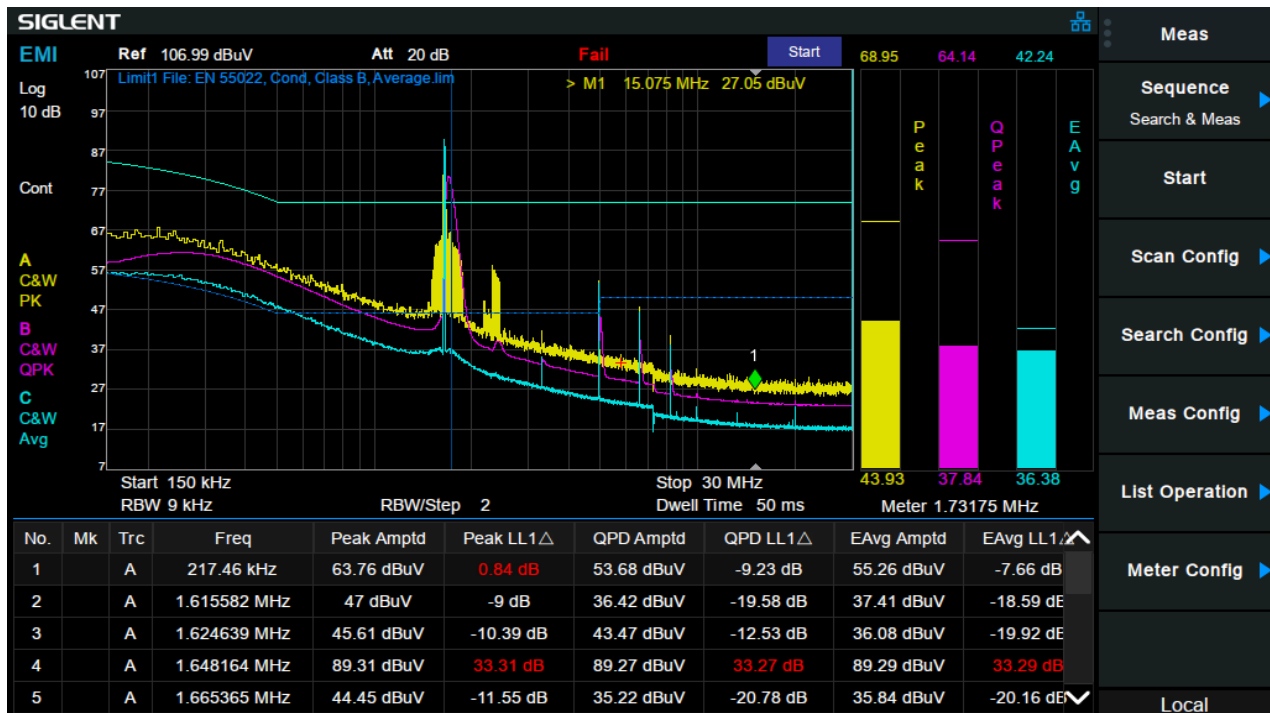 SIGLENT
EMI
Ref 106.99 dBuV Att 20 dB Fail Start 68.95 64.14 42.24
Limit1 File: EN 55022, Cond, Class B, Average.lim
> M1 15.075 MHz 27.05 dBuV
Log
10 dB
Cont
107
97
87
77
67
57
47
37
27
17
7
A
C&W
PK
B
C&W
QPK
C
C&W
Avg
1
Peak
QPeak
EAvg
43.93 37.84 36.38
Start 150 kHz Stop 30 MHz
RBW 9 kHz RBW/Step 2 Dwell Time 50 ms Meter 1.73175 MHz
No. Mk Trc Freq Peak Amptd Peak LL1△ QPD Amptd QPD LL1△ EAvg Amptd EAvg LL1△
1 A 217.46 kHz 63.76 dBuV 0.84 dB 53.68 dBuV -9.23 dB 55.26 dBuV -7.66 dB
2 A 1.615582 MHz 47 dBuV -9 dB 36.42 dBuV -19.58 dB 37.41 dBuV -18.59 dB
3 A 1.624639 MHz 45.61 dBuV -10.39 dB 43.47 dBuV -12.53 dB 36.08 dBuV -19.92 dB
4 A 1.648164 MHz 89.31 dBuV 33.31 dB 89.27 dBuV 33.27 dB 89.29 dBuV 33.29 dB
5 A 1.665365 MHz 44.45 dBuV -11.55 dB 35.22 dBuV -20.78 dB 35.84 dBuV -20.16 dB
Meas
Sequence
Search & Meas
Start
Scan Config
Search Config
Meas Config
List Operation
Meter Config
Local